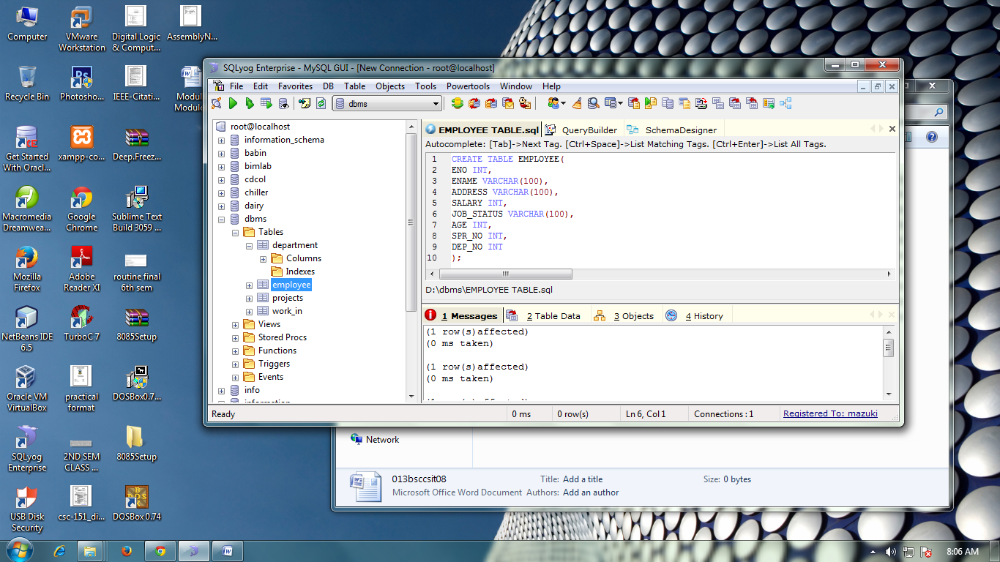 Computer
VMware
Workstation
Digital Logic
& Comput...
AssemblyN...
Recycle Bin
Photosho...
IEEE-Citati...
Modul
Module
Get Started
With Oracl...
xampp-co...
Deep.Freez...
Macromedia
Dreamwea...
Google
Chrome
Sublime Text
Build 3059 ...
Mozilla
Firefox
Adobe
Reader XI
routine final
6th sem
NetBeans IDE
6.5
TurboC 7
8085Setup
Oracle VM
VirtualBox
practical
format
DOSBox0.7...
SQLyog
Enterprise
2ND SEM
CLASS ...
8085Setup
USB Disk
Security
csc-151_di...
DOSBox 0.74
SQLyog Enterprise - MySQL GUI - [New Connection - root@localhost]
File Edit Favorites DB Table Objects Tools Powertools Window Help
dbms
root@localhost
information_schema
babin
bimlab
cdcol
chiller
dairy
dbms
Tables
department
Columns
Indexes
employee
projects
work_in
Views
Stored Procs
Functions
Triggers
Events
info
EMPLOYEE TABLE.sql QueryBuilder SchemaDesigner
Autocomplete: [Tab]->Next Tag. [Ctrl+Space]->List Matching Tags. [Ctrl+Enter]->List All Tags.
1 CREATE TABLE EMPLOYEE(
2 ENO INT,
3 ENAME VARCHAR(100),
4 ADDRESS VARCHAR(100),
5 SALARY INT,
6 JOB_STATUS VARCHAR(100),
7 AGE INT,
8 SPR_NO INT,
9 DEP_NO INT
10 );
D:\dbms\EMPLOYEE TABLE.sql
1 Messages 2 Table Data 3 Objects 4 History
(1 row(s)affected)
(0 ms taken)
(1 row(s)affected)
(0 ms taken)
Ready 0 ms 0 row(s) Ln 6, Col 1 Connections : 1 Registered To: mazuki
Network
013bsccsit08 Title: Add a title Size: 0 bytes
Microsoft Office Word Document Authors: Add an author
8:06 AM